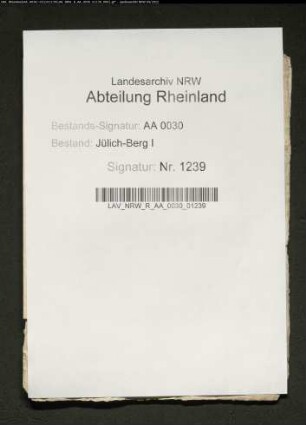 Landesarchiv NRW
Abteilung Rheinland
Bestands-Signatur: AA 0030
Bestand: Jülich-Berg I
Signatur: Nr. 1239
LAV_NRW_R_AA_0030_01239